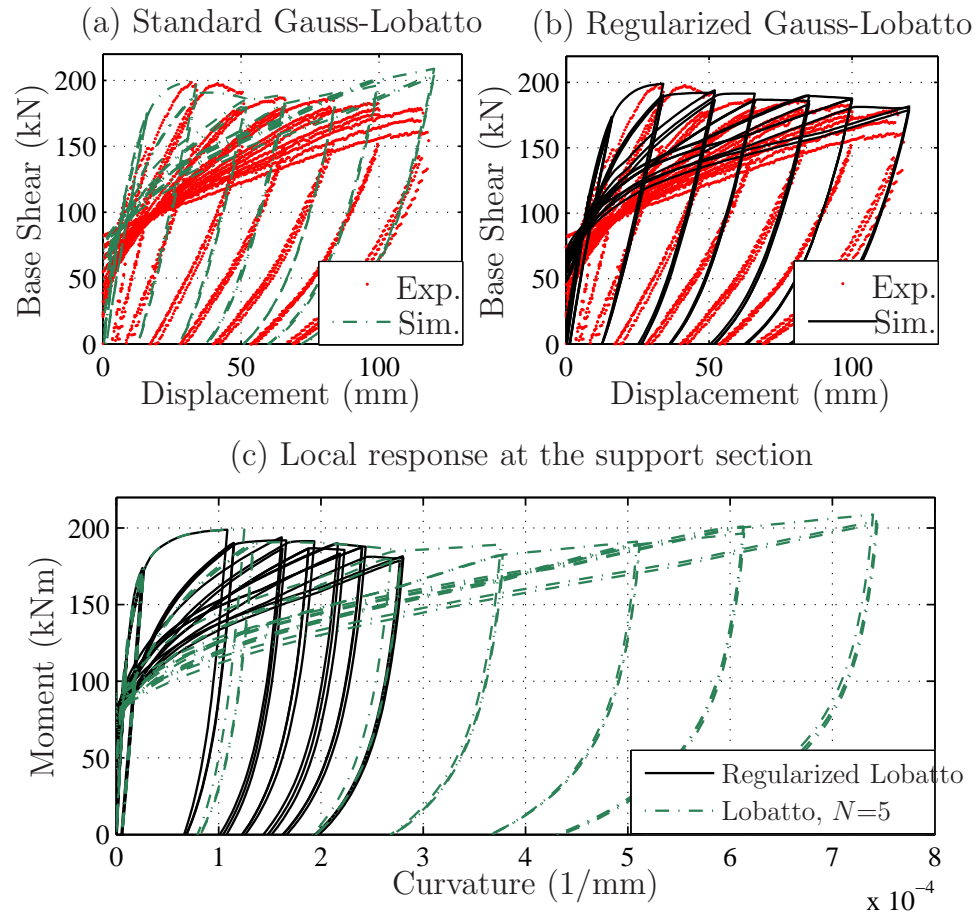 (a) Standard Gauss-Lobatto
(b) Regularized Gauss-Lobatto
200
150
100
50
0
Base Shear (kN)
0
50
100
Displacement (mm)
Exp.
Sim.
200
150
100
50
0
Base Shear (kN)
0
50
100
Displacement (mm)
Exp.
Sim.
(c) Local response at the support section
200
150
100
50
0
Moment (kNm)
0
1
2
3
4
5
6
7
8
Curvature (1/mm)
x 10⁻⁴
Regularized Lobatto
Lobatto, N=5